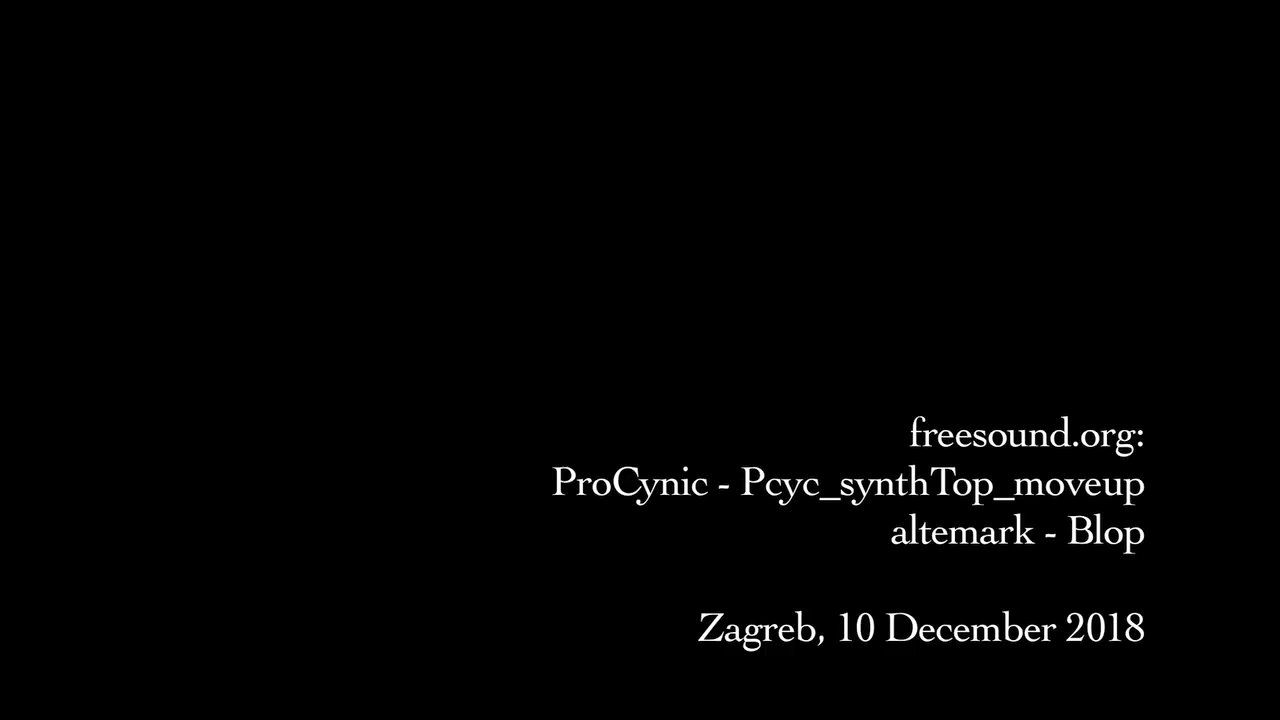 freesound.org:
ProCynic - Pcyc_synthTop_moveup
altemark - Blop
Zagreb, 10 December 2018